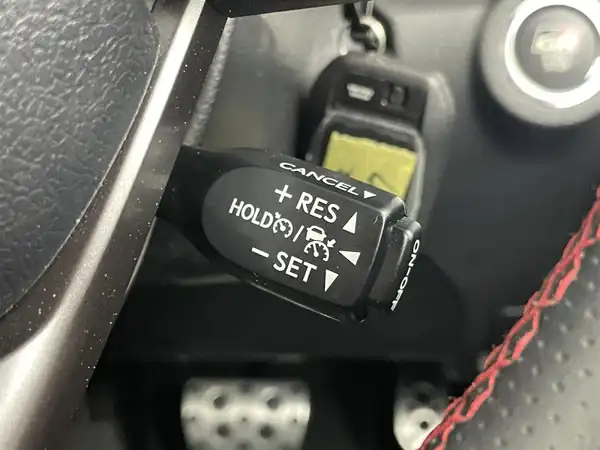 CANCEL▼
+ RES ▲
HOLD / ◀
− SET ▼
ON-OFF